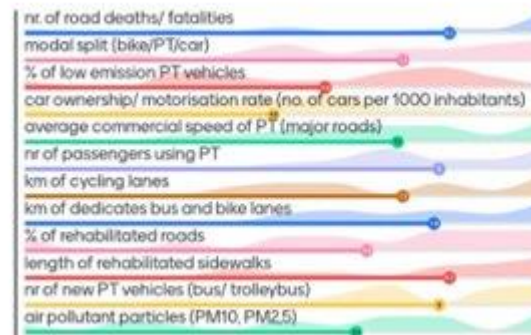 nr. of road deaths/ fatalities
modal split (bike/PT/car)
% of low emission PT vehicles
car ownership/ motorisation rate (no. of cars per 1000 inhabitants)
average commercial speed of PT (major roads)
nr of passengers using PT
km of cycling lanes
km of dedicates bus and bike lanes
% of rehabilitated roads
length of rehabilitated sidewalks
nr of new PT vehicles (bus/ trolleybus)
air pollutant particles (PM10, PM2,5)